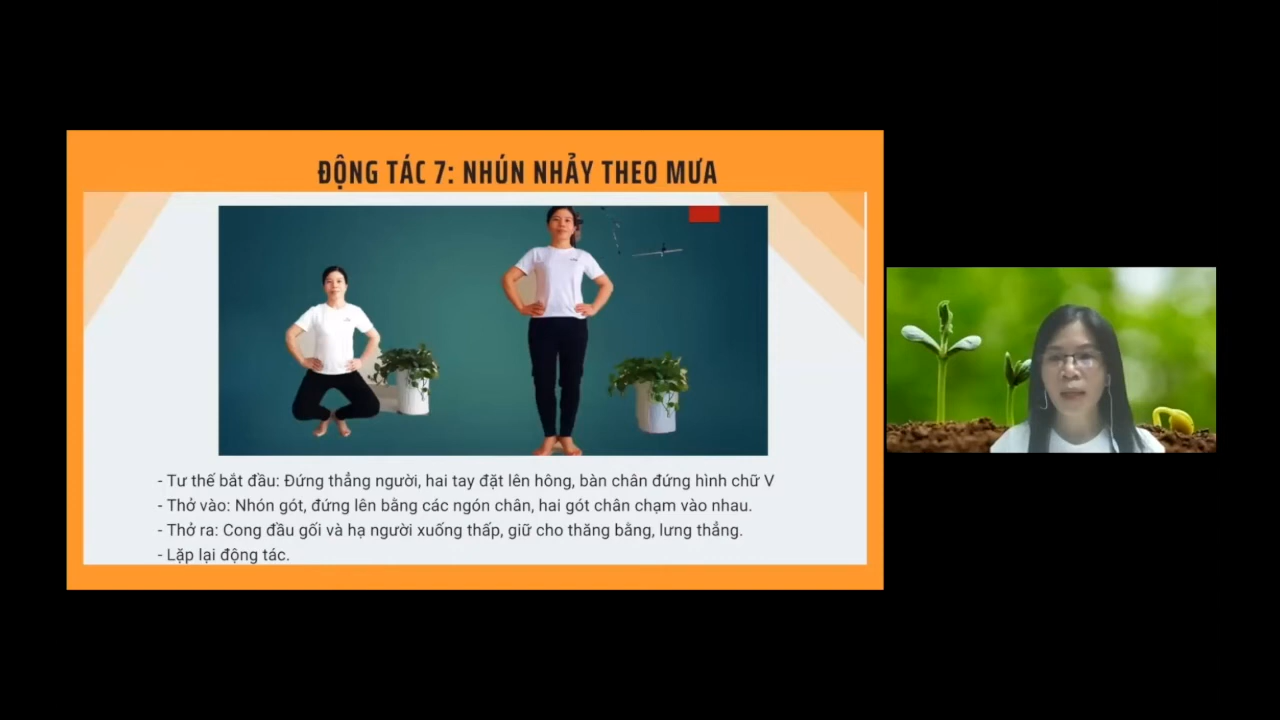 ĐỘNG TÁC 7: NHÚN NHẢY THEO MƯA
- Tư thế bắt đầu: Đứng thẳng người, hai tay đặt lên hông, bàn chân đứng hình chữ V
- Thở vào: Nhón gót, đứng lên bằng các ngón chân, hai gót chân chạm vào nhau.
- Thở ra: Cong đầu gối và hạ người xuống thấp, giữ cho thăng bằng, lưng thẳng.
- Lặp lại động tác.